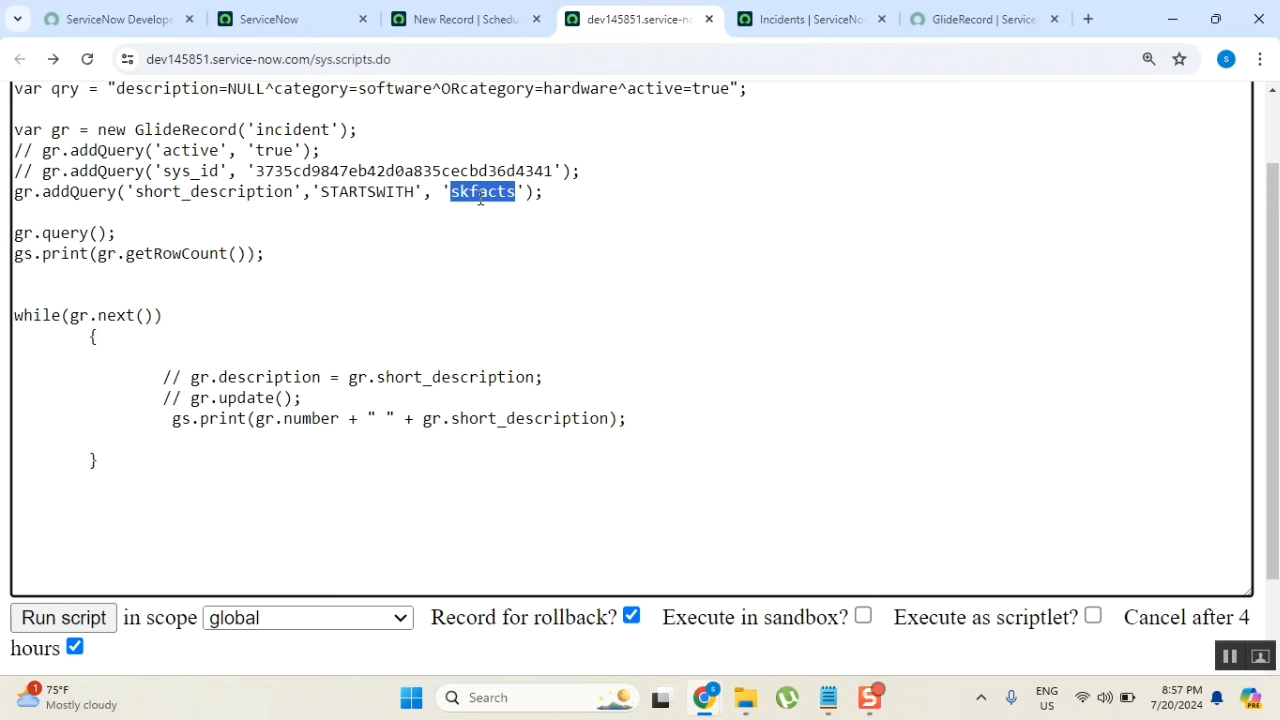 ServiceNow Develope
ServiceNow
New Record | Schedu
dev145851.service-no
Incidents | ServiceNo
GlideRecord | Service
dev145851.service-now.com/sys.scripts.do
s
var qry = "description=NULL^category=software^ORcategory=hardware^active=true";
var gr = new GlideRecord('incident');
// gr.addQuery('active', 'true');
// gr.addQuery('sys_id', '3735cd9847eb42d0a835cecbd36d4341');
gr.addQuery('short_description','STARTSWITH', 'skfacts');
gr.query();
gs.print(gr.getRowCount());
while(gr.next())
{
// gr.description = gr.short_description;
// gr.update();
gs.print(gr.number + " " + gr.short_description);
}
Run script in scope global Record for rollback? Execute in sandbox? Execute as scriptlet? Cancel after 4
hours
1
75°F
Mostly cloudy
Search
s
S
ENG
US
8:57 PM
7/20/2024
PRE